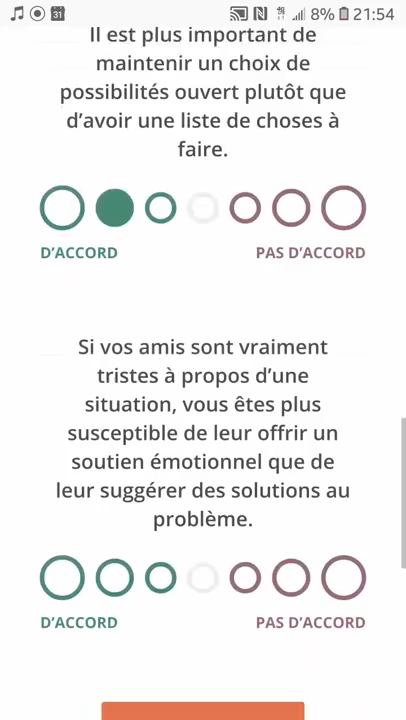 31 8% 21:54
Il est plus important de
maintenir un choix de
possibilités ouvert plutôt que
d'avoir une liste de choses à
faire.
D'ACCORD PAS D'ACCORD
Si vos amis sont vraiment
tristes à propos d'une
situation, vous êtes plus
susceptible de leur offrir un
soutien émotionnel que de
leur suggérer des solutions au
problème.
D'ACCORD PAS D'ACCORD